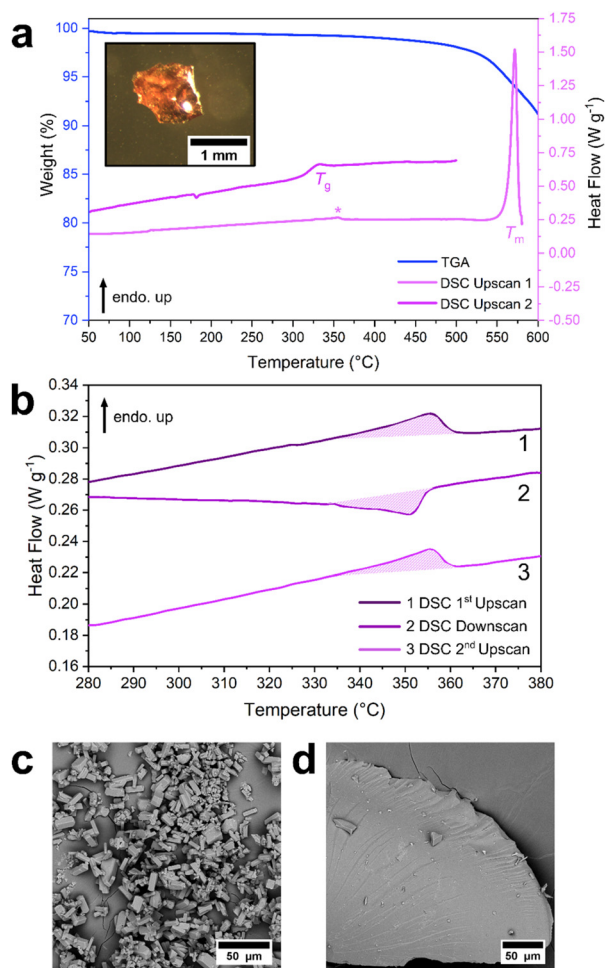 a
100
95
90
85
80
75
70
Weight (%)
1.75
1.50
1.25
1.00
0.75
0.50
0.25
0.00
-0.25
-0.50
Heat Flow (W g⁻¹)
1 mm
Tg
*
Tm
TGA
DSC Upscan 1
DSC Upscan 2
endo. up
50 100 150 200 250 300 350 400 450 500 550 600
Temperature (°C)
b
endo. up
0.34
0.32
0.30
0.28
0.26
0.24
0.22
0.20
0.18
0.16
Heat Flow (W g⁻¹)
1
2
3
1 DSC 1st Upscan
2 DSC Downscan
3 DSC 2nd Upscan
280 290 300 310 320 330 340 350 360 370 380
Temperature (°C)
c
50 µm
d
50 µm